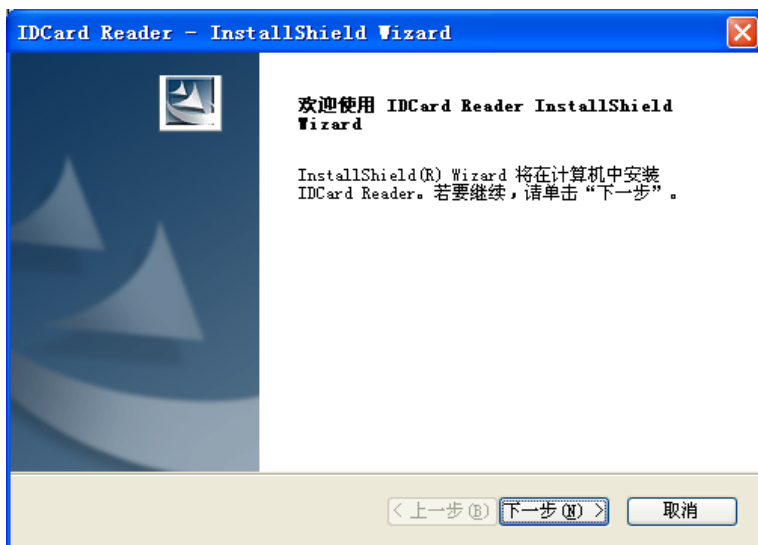 IDCard Reader - InstallShield Wizard
欢迎使用 IDCard Reader InstallShield
Wizard
InstallShield(R) Wizard 将在计算机中安装
IDCard Reader。若要继续，请单击“下一步”。
< 上一步(B) 下一步(N) > 取消